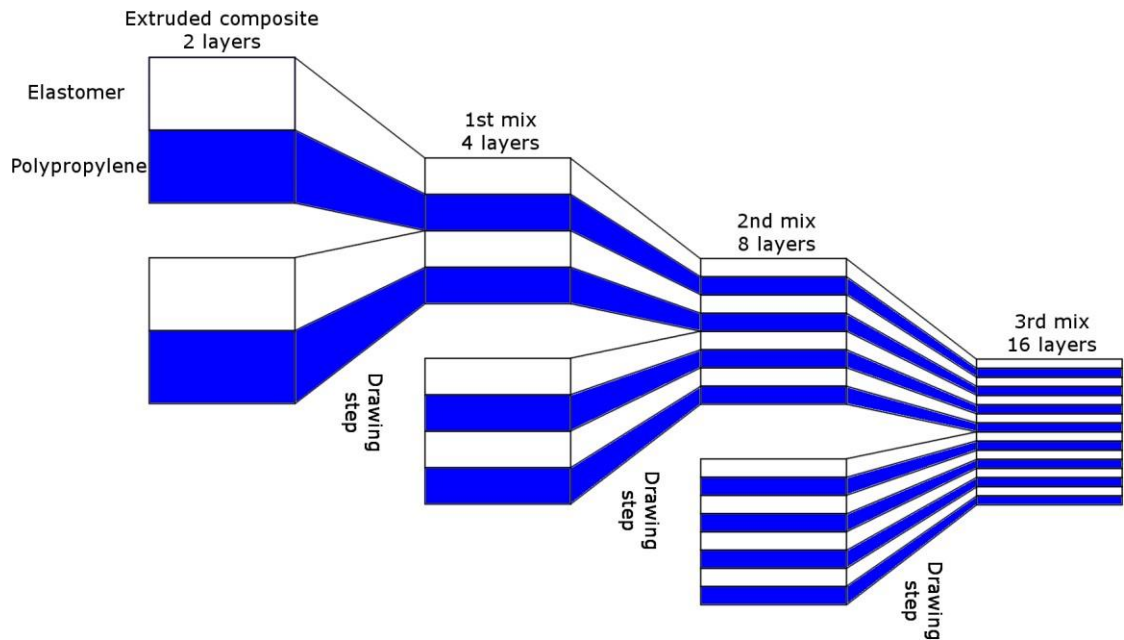 Extruded composite
2 layers
Elastomer
Polypropylene
1st mix
4 layers
2nd mix
8 layers
3rd mix
16 layers
Drawing
step
Drawing
step
Drawing
step